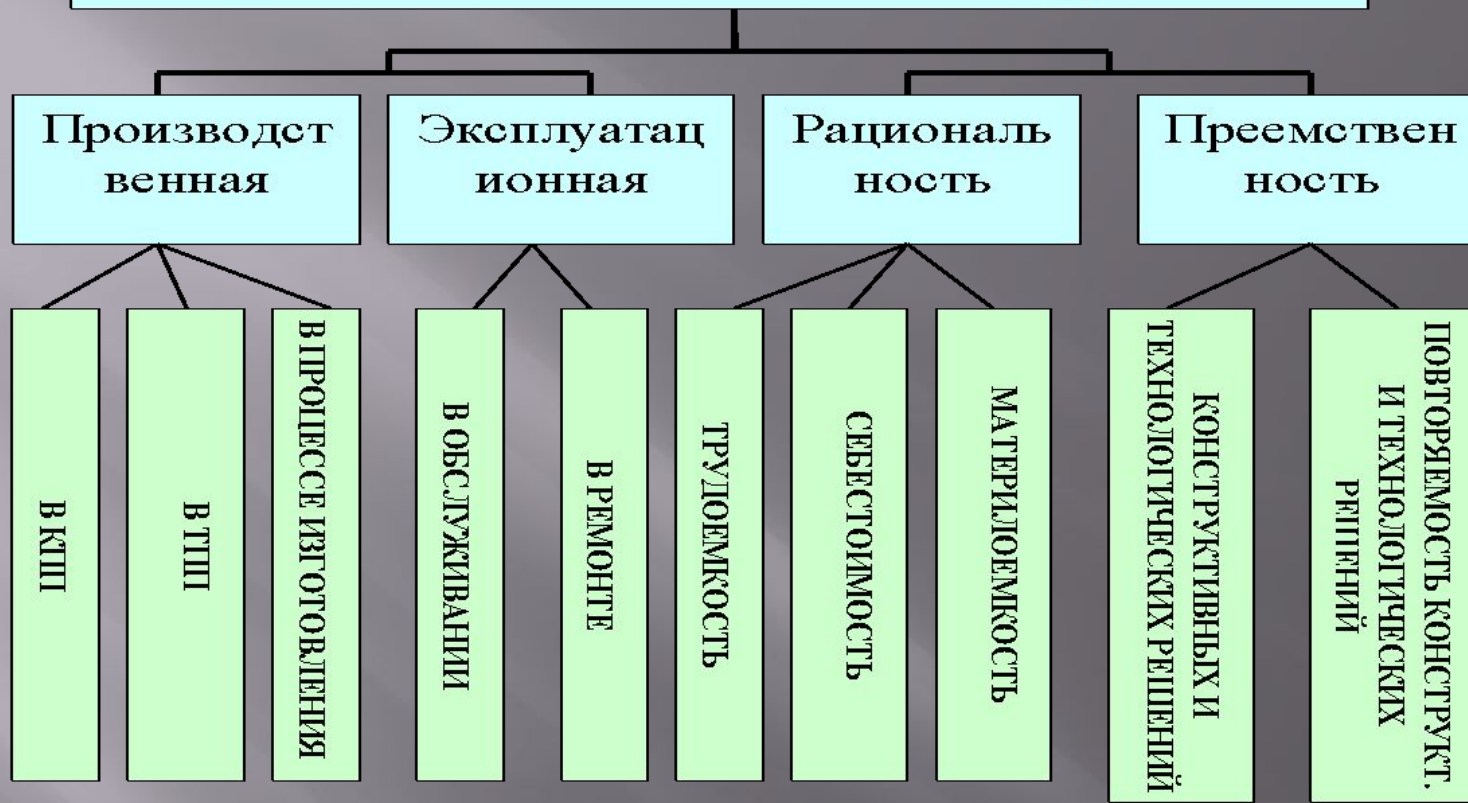 Производст
венная
Эксплуатац
ионная
Рациональ
ность
Преемствен
ность
В КПП
В ТПП
В ПРОЦЕССЕ ИЗГОТОВЛЕНИЯ
В ОБСЛУЖИВАНИИ
В РЕМОНТЕ
ТРУДОЕМКОСТЬ
СЕБЕСТОИМОСТЬ
МАТЕРИЛОЕМКОСТЬ
КОНСТРУКТИВНЫХ И
ТЕХНОЛОГИЧЕСКИХ РЕШЕНИЙ
ПОВТОРЯЕМОСТЬ КОНСТРУКТ.
И ТЕХНОЛОГИЧЕСКИХ
РЕШЕНИЙ